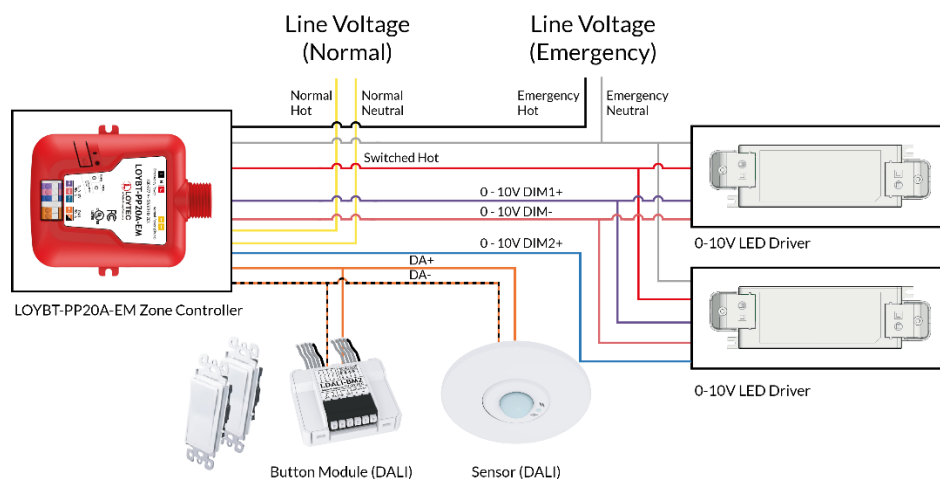 Line Voltage
(Normal)
Line Voltage
(Emergency)
Normal
Hot
Normal
Neutral
Emergency
Hot
Emergency
Neutral
Switched Hot
0 - 10V DIM1+
0 - 10V DIM-
0 - 10V DIM2+
DA+
DA-
LOYBT-PP20A-EM
LOYTEC
LOYBT-PP20A-EM Zone Controller
0-10V LED Driver
0-10V LED Driver
LDALI-BM2
Button Module (DALI)
Sensor (DALI)